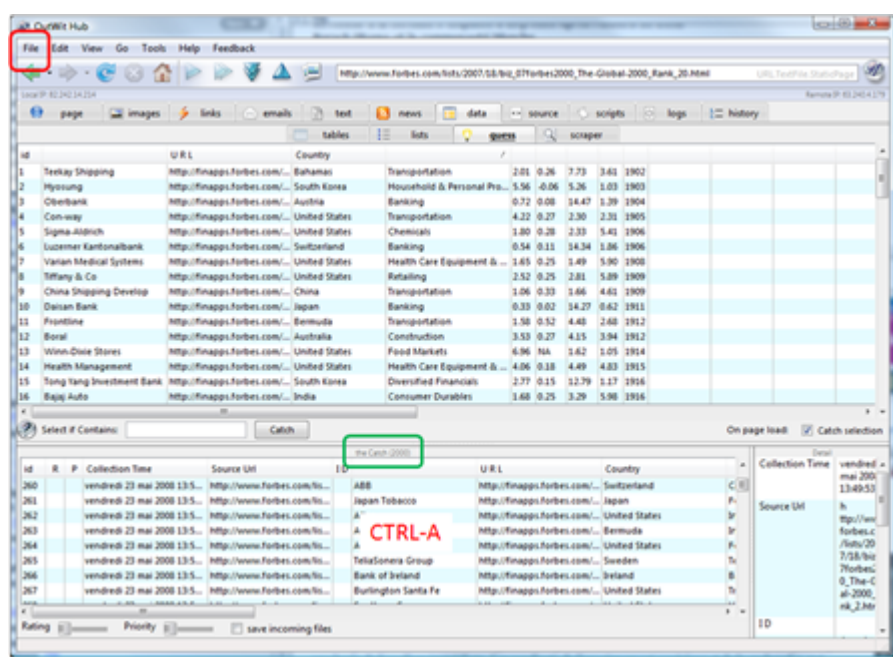 OutWit Hub
File Edit View Go Tools Help Feedback
http://www.forbes.com/lists/2007/18/biz_07forbes2000_The-Global-2000_Rank_20.html URL.TextFile.StaticPage
page images links emails text news data source scripts logs history
tables lists guess scraper
id URL Country /
1 Teekay Shipping http://finapps.forbes.com/... Bahamas Transportation 2.01 0.26 7.73 3.61 1902
2 Hyosung http://finapps.forbes.com/... South Korea Household & Personal Pro... 5.56 -0.06 5.26 1.03 1903
3 Oberbank http://finapps.forbes.com/... Austria Banking 0.72 0.08 14.47 1.39 1904
4 Con-way http://finapps.forbes.com/... United States Transportation 4.22 0.27 2.30 2.31 1905
5 Sigma-Aldrich http://finapps.forbes.com/... United States Chemicals 1.80 0.28 2.33 5.41 1906
6 Luzerner Kantonalbank http://finapps.forbes.com/... Switzerland Banking 0.54 0.11 14.34 1.86 1906
7 Varian Medical Systems http://finapps.forbes.com/... United States Health Care Equipment & ... 1.65 0.25 1.49 5.90 1908
8 Tiffany & Co http://finapps.forbes.com/... United States Retailing 2.52 0.25 2.81 5.89 1909
9 China Shipping Develop http://finapps.forbes.com/... China Transportation 1.06 0.33 1.66 4.61 1909
10 Daisan Bank http://finapps.forbes.com/... Japan Banking 0.33 0.02 14.27 0.62 1911
11 Frontline http://finapps.forbes.com/... Bermuda Transportation 1.58 0.52 4.48 2.68 1912
12 Boral http://finapps.forbes.com/... Australia Construction 3.53 0.27 4.15 3.94 1912
13 Winn-Dixie Stores http://finapps.forbes.com/... United States Food Markets 6.96 NA 1.62 1.05 1914
14 Health Management http://finapps.forbes.com/... United States Health Care Equipment & ... 4.06 0.18 4.49 4.83 1915
15 Tong Yang Investment Bank http://finapps.forbes.com/... South Korea Diversified Financials 2.77 0.15 12.79 1.17 1916
16 Bajaj Auto http://finapps.forbes.com/... India Consumer Durables 1.68 0.25 3.29 5.98 1916
Select if Contains: Catch On page load: Catch selection
the Catch (2000) Detail
id R P Collection Time Source Url ID URL Country
260 vendredi 23 mai 2008 13:5... http://www.forbes.com/lis... ABB http://finapps.forbes.com/... Switzerland
261 vendredi 23 mai 2008 13:5... http://www.forbes.com/lis... Japan Tobacco http://finapps.forbes.com/... Japan
262 vendredi 23 mai 2008 13:5... http://www.forbes.com/lis... http://finapps.forbes.com/... United States
263 vendredi 23 mai 2008 13:5... http://www.forbes.com/lis... http://finapps.forbes.com/... Bermuda
264 vendredi 23 mai 2008 13:5... http://www.forbes.com/lis... http://finapps.forbes.com/... United States
CTRL-A
265 vendredi 23 mai 2008 13:5... http://www.forbes.com/lis... TeliaSonera Group http://finapps.forbes.com/... Sweden
266 vendredi 23 mai 2008 13:5... http://www.forbes.com/lis... Bank of Ireland http://finapps.forbes.com/... Ireland
267 vendredi 23 mai 2008 13:5... http://www.forbes.com/lis... Burlington Santa Fe http://finapps.forbes.com/... United States
Collection Time vendredi
mai 200
13:49:53
Source Url h
ttp://ww
forbes.c
/lists/20
7/18/biz
7forbes2
0_The-G
al-2000_
nk_2.htm
ID
Rating Priority save incoming files